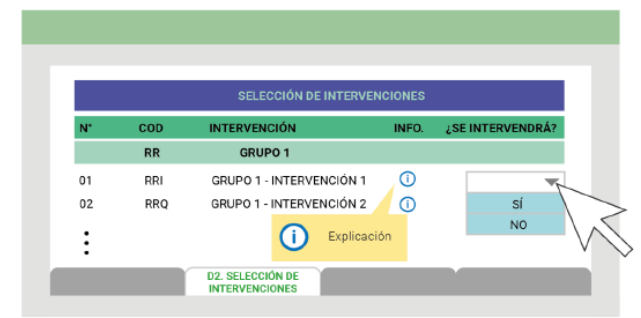 SELECCIÓN DE INTERVENCIONES
N° COD INTERVENCIÓN INFO. ¿SE INTERVENDRÁ?
RR GRUPO 1
01 RRI GRUPO 1 - INTERVENCIÓN 1 i
02 RRQ GRUPO 1 - INTERVENCIÓN 2 i SÍ
i Explicación NO
D2. SELECCIÓN DE
INTERVENCIONES